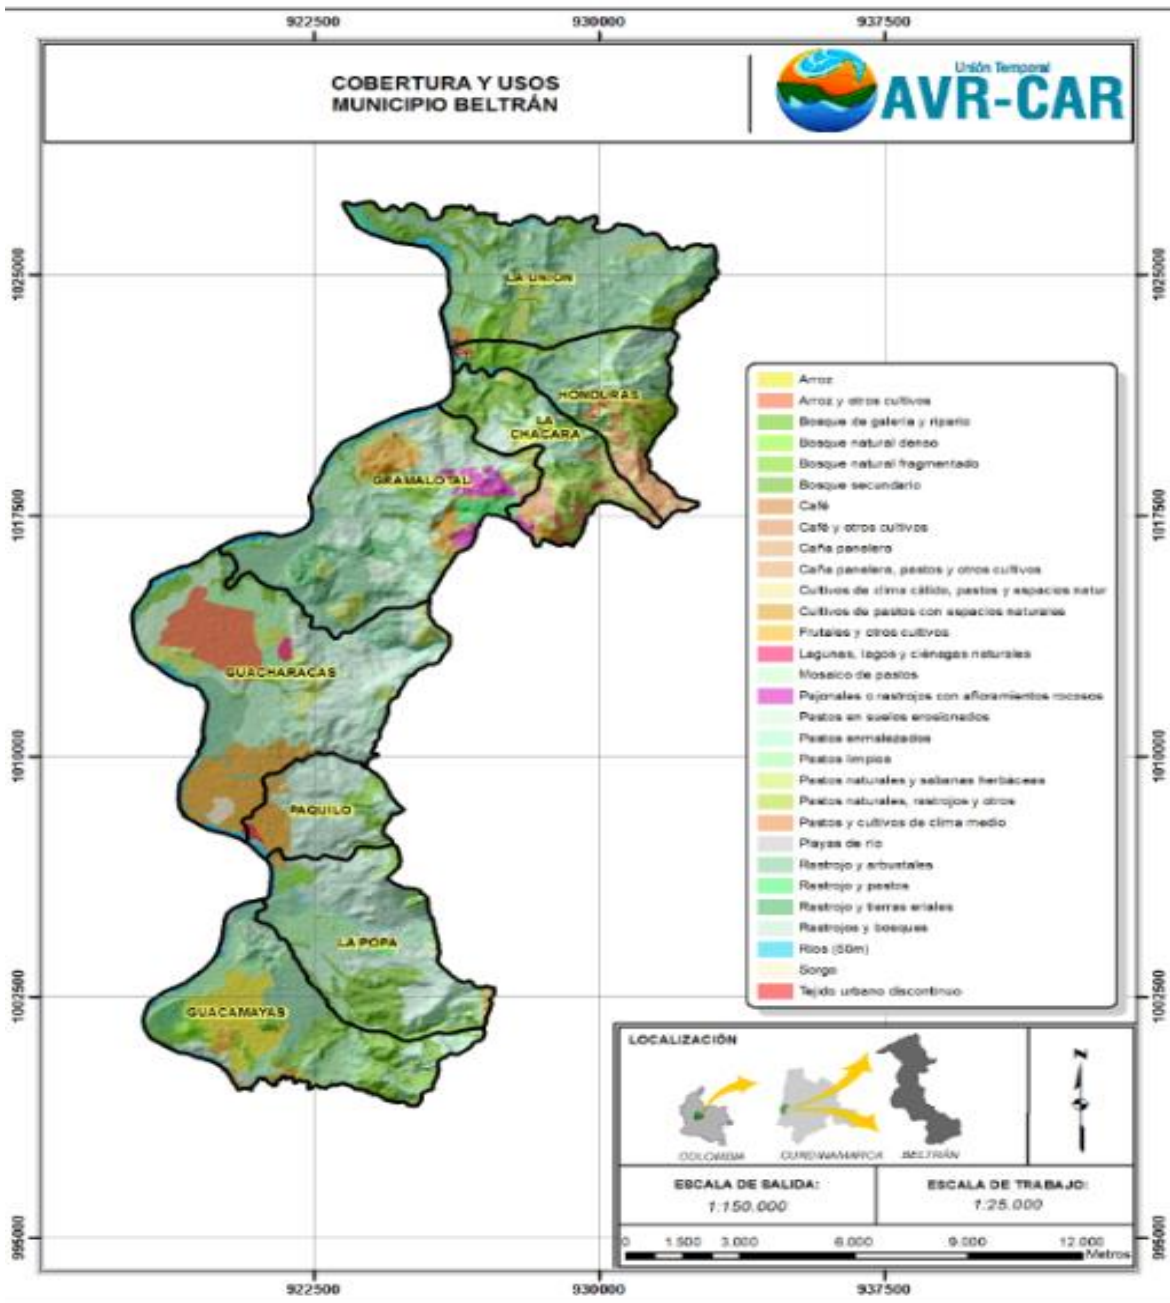 922500 930000 937500
COBERTURA Y USOS
MUNICIPIO BELTRÁN
Unión Temporal
AVR-CAR
1025000 1025000
LA UNION
HONDURAS
LA
CHACARA
GRAMALOTAL
1017500 1017500
GUACHARACAS
1010000 1010000
PAQUILO
LA POPA
1002500 1002500
GUACAMAYAS
995000 995000
Arroz
Arroz y otros cultivos
Bosque de galería y ripario
Bosque natural denso
Bosque natural fragmentado
Bosque secundario
Café
Café y otros cultivos
Caña panelera
Caña panelera, pastos y otros cultivos
Cultivos de clima cálido, pastos y espacios natur
Cultivos de pastos con espacios naturales
Frutales y otros cultivos
Lagunas, lagos y ciénagas naturales
Mosaico de pastos
Pajonales o rastrojos con afloramientos rocosos
Pastos en suelos erosionados
Pastos enmalezados
Pastos limpios
Pastos naturales y sabanas herbáceas
Pastos naturales, rastrojos y otros
Pastos y cultivos de clima medio
Playas de río
Rastrojo y arbustales
Rastrojo y pastos
Rastrojo y tierras eriales
Rastrojos y bosques
Ríos (50m)
Sorgo
Tejido urbano discontinuo
LOCALIZACIÓN
N
COLOMBIA CUNDINAMARCA BELTRÁN
ESCALA DE SALIDA: ESCALA DE TRABAJO:
1:150.000 1:25.000
0 1.500 3.000 6.000 9.000 12.000
Metros
922500 930000 937500